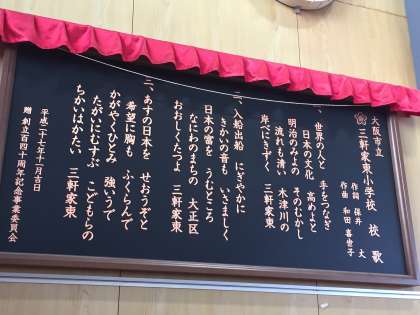 大阪市立
三軒家東小学校 校歌
作詞 保井 大
作曲 和田喜世子
一、世界の人と 手をつなぎ
日本の文化 高めよと
明治のみよの そのむかし
流れも清い 木津川の
岸べにきずく 三軒家東
二、入船出船 にぎやかに
きかいの音も いさましく
日本の富を うむところ
なにわのまちの 大正区
おおしくたつよ 三軒家東
三、あすの日本を せおうぞと
希望に胸も ふくらんで
かがやくひとみ 強いうて
たがいにむすぶ こどもらの
ちかいはかたい 三軒家東
平成二十七年十一月吉日
贈 創立百四十周年記念事業委員会